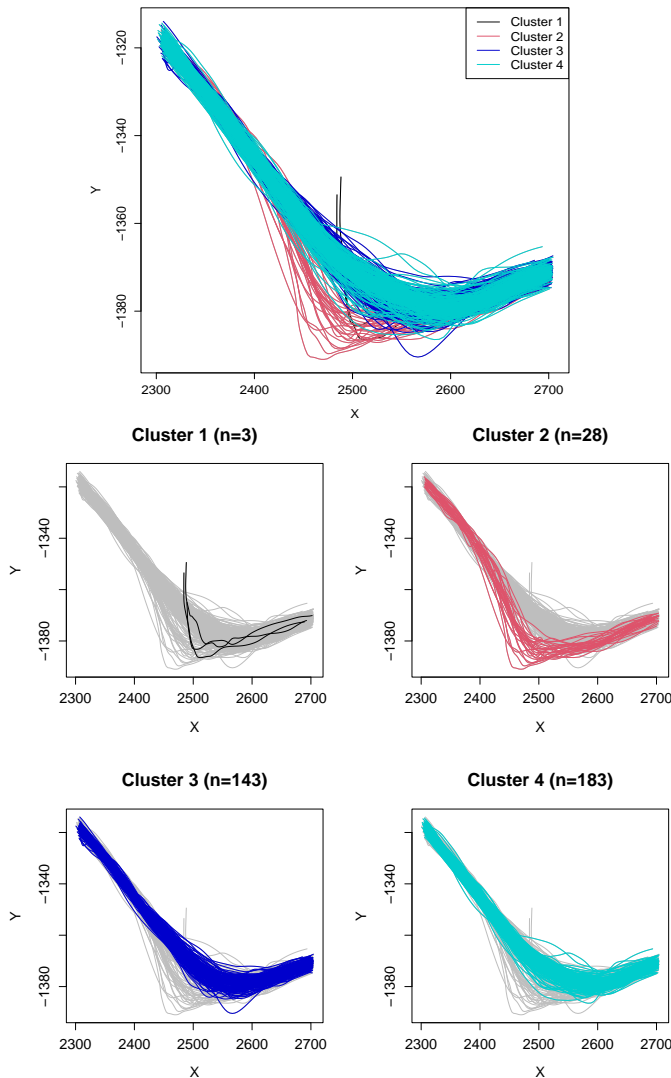 Cluster 1
Cluster 2
Cluster 3
Cluster 4
−1320
−1340
−1360
−1380
Y
2300 2400 2500 2600 2700
X
Cluster 1 (n=3)
−1340
−1380
Y
2300 2400 2500 2600 2700
X
Cluster 2 (n=28)
−1340
−1380
Y
2300 2400 2500 2600 2700
X
Cluster 3 (n=143)
−1340
−1380
Y
2300 2400 2500 2600 2700
X
Cluster 4 (n=183)
−1340
−1380
Y
2300 2400 2500 2600 2700
X